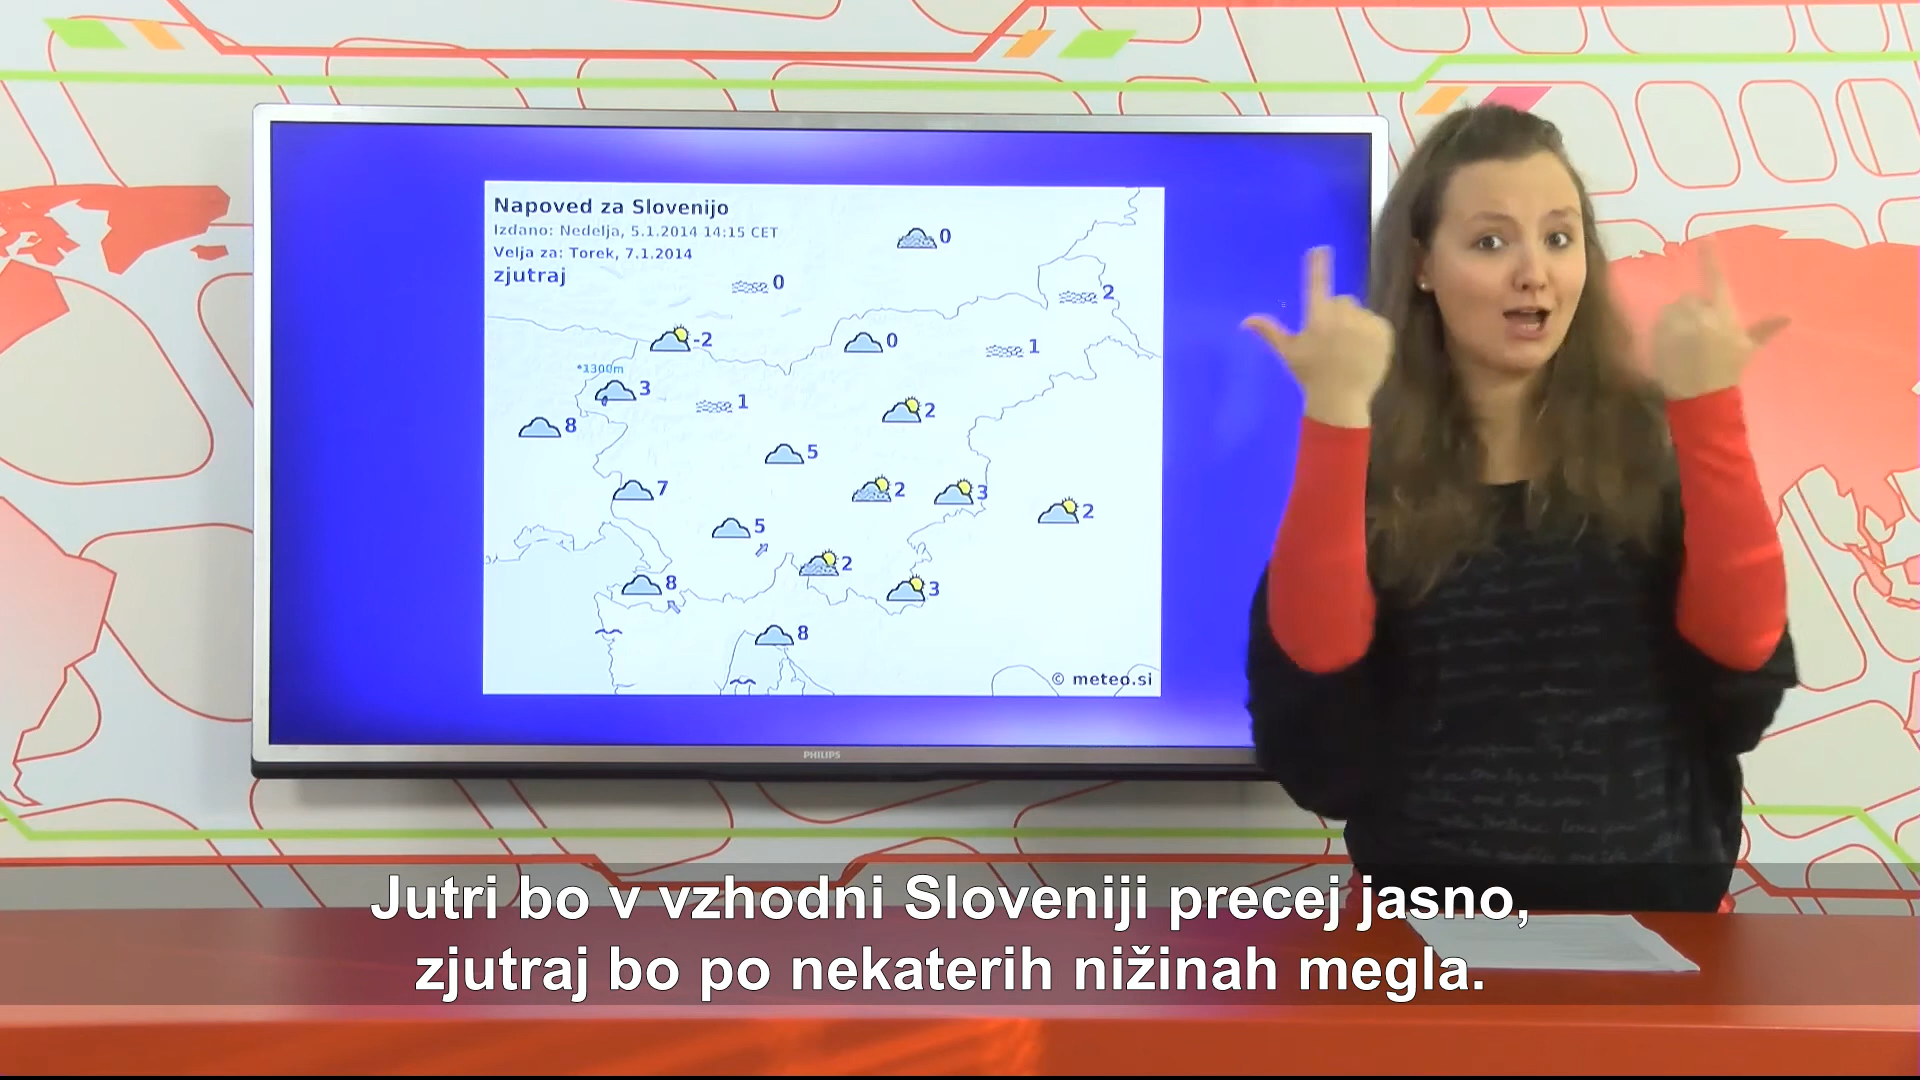 Napoved za Slovenijo
Izdano: Nedelja, 5.1.2014 14:15 CET
Velja za: Torek, 7.1.2014
zjutraj
0
0
2
-2
0
1
*1300m
3
1
2
8
5
7
2
3
2
5
2
8
3
8
© meteo.si
PHILIPS
Jutri bo v vzhodni Sloveniji precej jasno,
zjutraj bo po nekaterih nižinah megla.